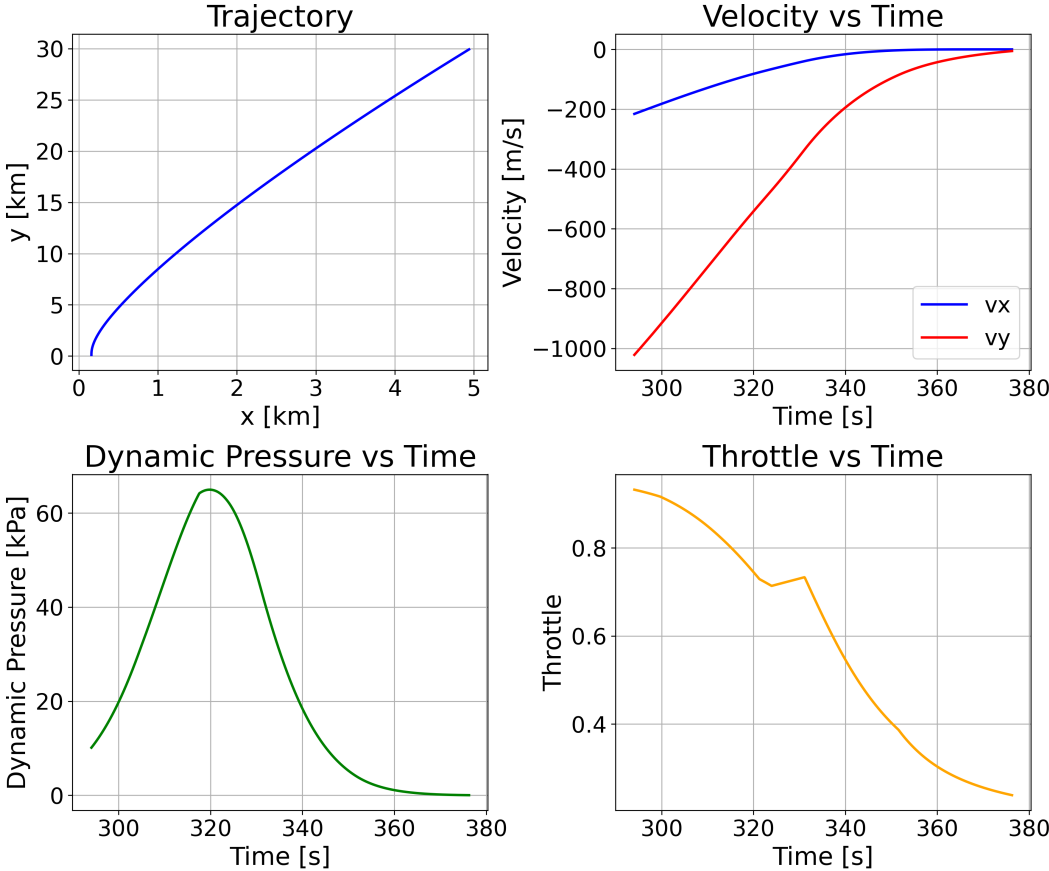 Trajectory
y [km]
30
25
20
15
10
5
0
0 1 2 3 4 5
x [km]
Velocity vs Time
Velocity [m/s]
0
−200
−400
−600
−800
−1000
vx
vy
300 320 340 360 380
Time [s]
Dynamic Pressure vs Time
Dynamic Pressure [kPa]
60
40
20
0
300 320 340 360 380
Time [s]
Throttle vs Time
Throttle
0.8
0.6
0.4
300 320 340 360 380
Time [s]